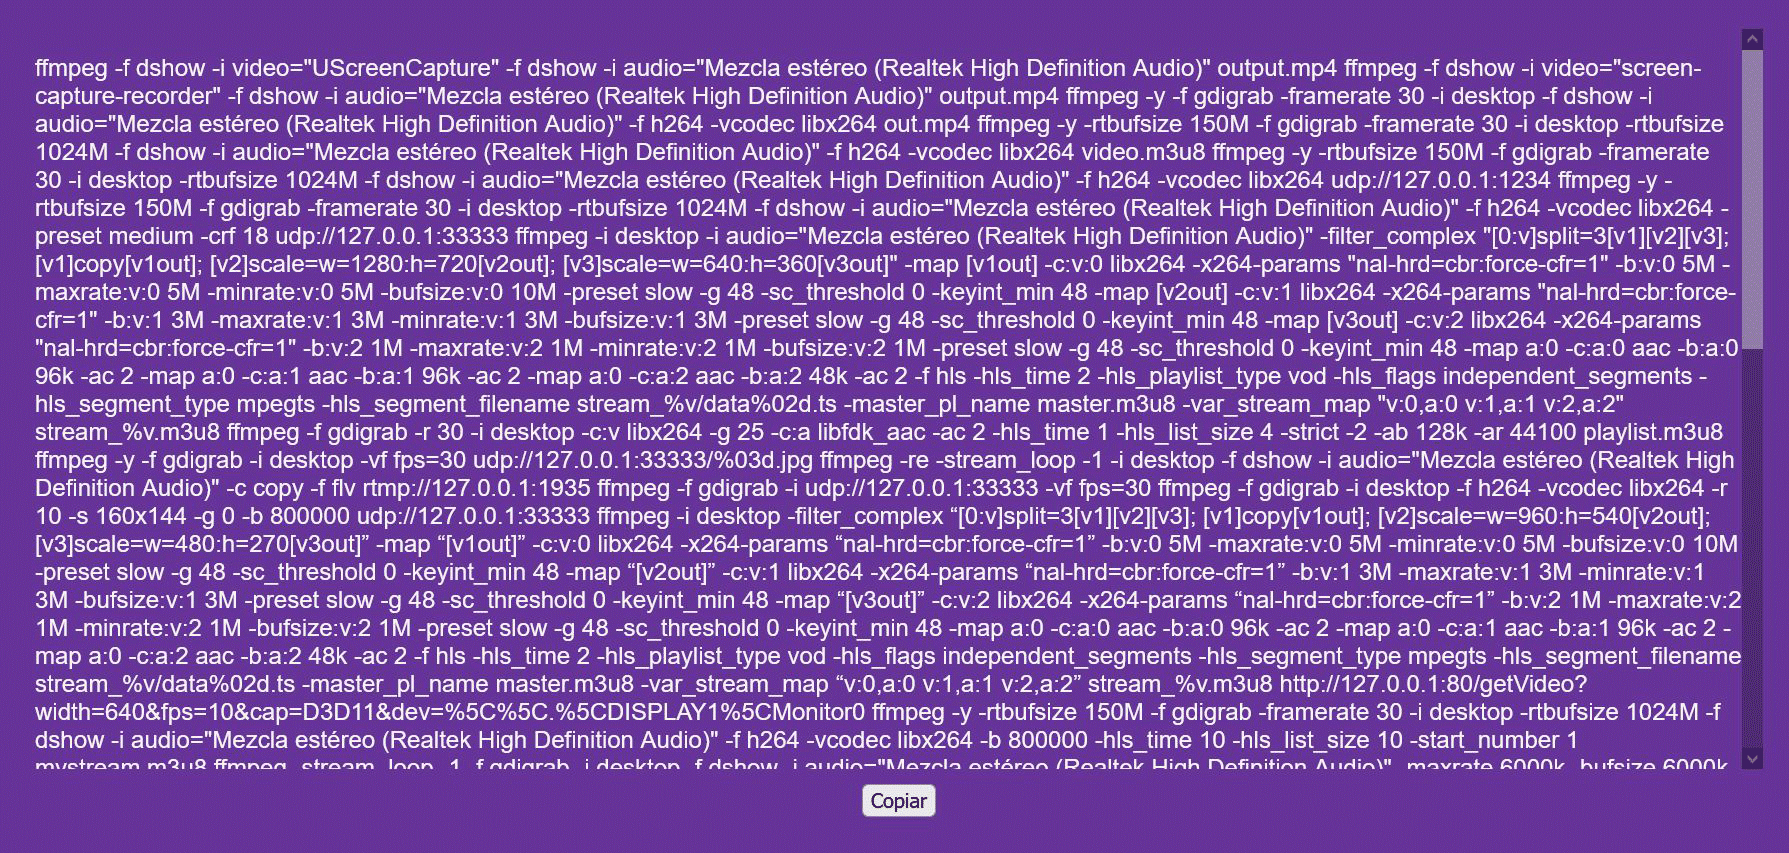 ffmpeg -f dshow -i video="UScreenCapture" -f dshow -i audio="Mezcla estéreo (Realtek High Definition Audio)" output.mp4 ffmpeg -f dshow -i video="screen-
capture-recorder" -f dshow -i audio="Mezcla estéreo (Realtek High Definition Audio)" output.mp4 ffmpeg -y -f gdigrab -framerate 30 -i desktop -f dshow -i
audio="Mezcla estéreo (Realtek High Definition Audio)" -f h264 -vcodec libx264 out.mp4 ffmpeg -y -rtbufsize 150M -f gdigrab -framerate 30 -i desktop -rtbufsize
1024M -f dshow -i audio="Mezcla estéreo (Realtek High Definition Audio)" -f h264 -vcodec libx264 video.m3u8 ffmpeg -y -rtbufsize 150M -f gdigrab -framerate
30 -i desktop -rtbufsize 1024M -f dshow -i audio="Mezcla estéreo (Realtek High Definition Audio)" -f h264 -vcodec libx264 udp://127.0.0.1:1234 ffmpeg -y -
rtbufsize 150M -f gdigrab -framerate 30 -i desktop -rtbufsize 1024M -f dshow -i audio="Mezcla estéreo (Realtek High Definition Audio)" -f h264 -vcodec libx264 -
preset medium -crf 18 udp://127.0.0.1:33333 ffmpeg -i desktop -i audio="Mezcla estéreo (Realtek High Definition Audio)" -filter_complex "[0:v]split=3[v1][v2][v3];
[v1]copy[v1out]; [v2]scale=w=1280:h=720[v2out]; [v3]scale=w=640:h=360[v3out]" -map [v1out] -c:v:0 libx264 -x264-params "nal-hrd=cbr:force-cfr=1" -b:v:0 5M -
maxrate:v:0 5M -minrate:v:0 5M -bufsize:v:0 10M -preset slow -g 48 -sc_threshold 0 -keyint_min 48 -map [v2out] -c:v:1 libx264 -x264-params "nal-hrd=cbr:force-
cfr=1" -b:v:1 3M -maxrate:v:1 3M -minrate:v:1 3M -bufsize:v:1 3M -preset slow -g 48 -sc_threshold 0 -keyint_min 48 -map [v3out] -c:v:2 libx264 -x264-params
"nal-hrd=cbr:force-cfr=1" -b:v:2 1M -maxrate:v:2 1M -minrate:v:2 1M -bufsize:v:2 1M -preset slow -g 48 -sc_threshold 0 -keyint_min 48 -map a:0 -c:a:0 aac -b:a:0
96k -ac 2 -map a:0 -c:a:1 aac -b:a:1 96k -ac 2 -map a:0 -c:a:2 aac -b:a:2 48k -ac 2 -f hls -hls_time 2 -hls_playlist_type vod -hls_flags independent_segments -
hls_segment_type mpegts -hls_segment_filename stream_%v/data%02d.ts -master_pl_name master.m3u8 -var_stream_map "v:0,a:0 v:1,a:1 v:2,a:2"
stream_%v.m3u8 ffmpeg -f gdigrab -r 30 -i desktop -c:v libx264 -g 25 -c:a libfdk_aac -ac 2 -hls_time 1 -hls_list_size 4 -strict -2 -ab 128k -ar 44100 playlist.m3u8
ffmpeg -y -f gdigrab -i desktop -vf fps=30 udp://127.0.0.1:33333/%03d.jpg ffmpeg -re -stream_loop -1 -i desktop -f dshow -i audio="Mezcla estéreo (Realtek High
Definition Audio)" -c copy -f flv rtmp://127.0.0.1:1935 ffmpeg -f gdigrab -i udp://127.0.0.1:33333 -vf fps=30 ffmpeg -f gdigrab -i desktop -f h264 -vcodec libx264 -r
10 -s 160x144 -g 0 -b 800000 udp://127.0.0.1:33333 ffmpeg -i desktop -filter_complex “[0:v]split=3[v1][v2][v3]; [v1]copy[v1out]; [v2]scale=w=960:h=540[v2out];
[v3]scale=w=480:h=270[v3out]” -map “[v1out]” -c:v:0 libx264 -x264-params “nal-hrd=cbr:force-cfr=1” -b:v:0 5M -maxrate:v:0 5M -minrate:v:0 5M -bufsize:v:0 10M
-preset slow -g 48 -sc_threshold 0 -keyint_min 48 -map “[v2out]” -c:v:1 libx264 -x264-params “nal-hrd=cbr:force-cfr=1” -b:v:1 3M -maxrate:v:1 3M -minrate:v:1
3M -bufsize:v:1 3M -preset slow -g 48 -sc_threshold 0 -keyint_min 48 -map “[v3out]” -c:v:2 libx264 -x264-params “nal-hrd=cbr:force-cfr=1” -b:v:2 1M -maxrate:v:2
1M -minrate:v:2 1M -bufsize:v:2 1M -preset slow -g 48 -sc_threshold 0 -keyint_min 48 -map a:0 -c:a:0 aac -b:a:0 96k -ac 2 -map a:0 -c:a:1 aac -b:a:1 96k -ac 2 -
map a:0 -c:a:2 aac -b:a:2 48k -ac 2 -f hls -hls_time 2 -hls_playlist_type vod -hls_flags independent_segments -hls_segment_type mpegts -hls_segment_filename
stream_%v/data%02d.ts -master_pl_name master.m3u8 -var_stream_map “v:0,a:0 v:1,a:1 v:2,a:2” stream_%v.m3u8 http://127.0.0.1:80/getVideo?
width=640&fps=10&cap=D3D11&dev=%5C%5C.%5CDISPLAY1%5CMonitor0 ffmpeg -y -rtbufsize 150M -f gdigrab -framerate 30 -i desktop -rtbufsize 1024M -f
dshow -i audio="Mezcla estéreo (Realtek High Definition Audio)" -f h264 -vcodec libx264 -b 800000 -hls_time 10 -hls_list_size 10 -start_number 1
mystream.m3u8 ffmpeg -stream_loop -1 -f gdigrab -i desktop -f dshow -i audio="Mezcla estéreo (Realtek High Definition Audio)" -maxrate 6000k -bufsize 6000k
Copiar